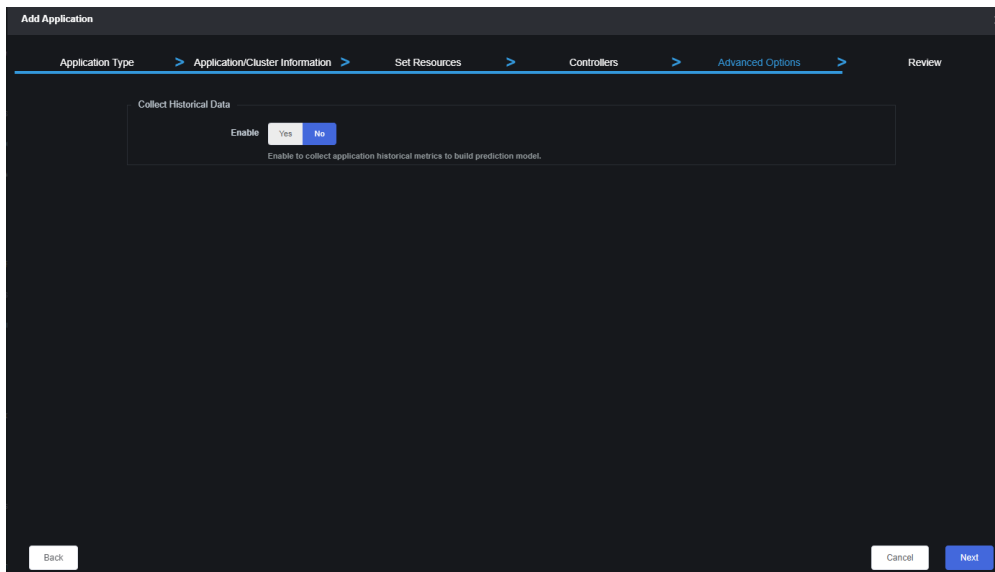 Add Application
Application Type > Application/Cluster Information > Set Resources > Controllers > Advanced Options > Review
Collect Historical Data
Enable Yes No
Enable to collect application historical metrics to build prediction model.
Back Cancel Next